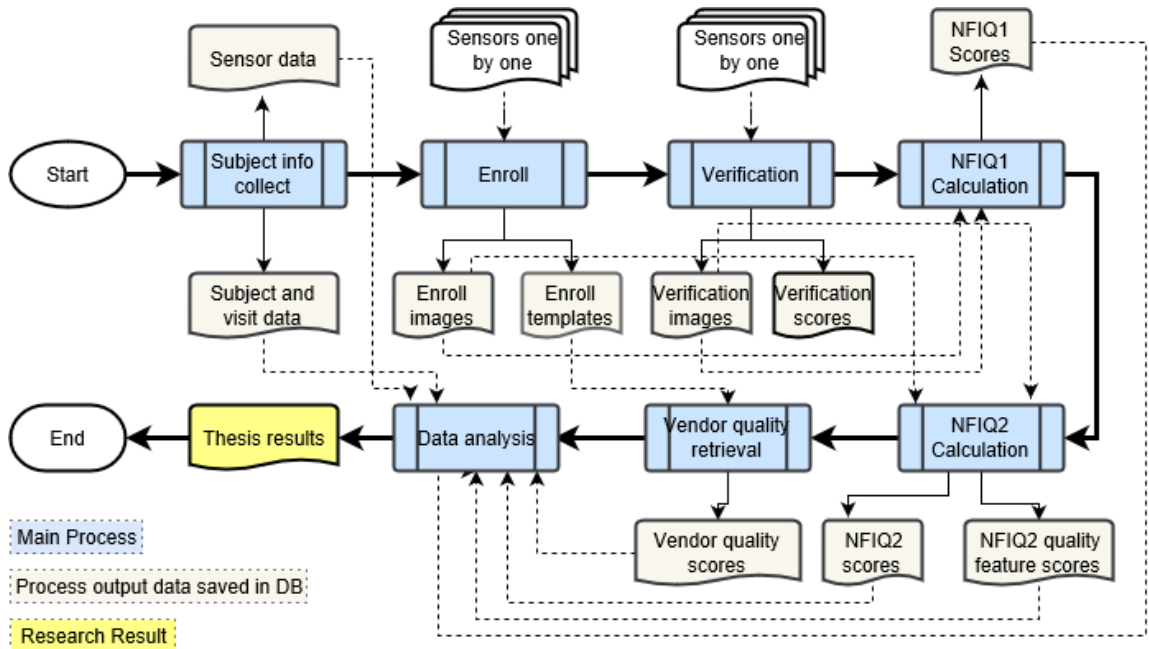 Sensor data
Sensors one
by one
Sensors one
by one
NFIQ1
Scores
Start
Subject info
collect
Enroll
Verification
NFIQ1
Calculation
Subject and
visit data
Enroll
images
Enroll
templates
Verification
images
Verification
scores
End
Thesis results
Data analysis
Vendor quality
retrieval
NFIQ2
Calculation
Vendor quality
scores
NFIQ2
scores
NFIQ2 quality
feature scores
Main Process
Process output data saved in DB
Research Result